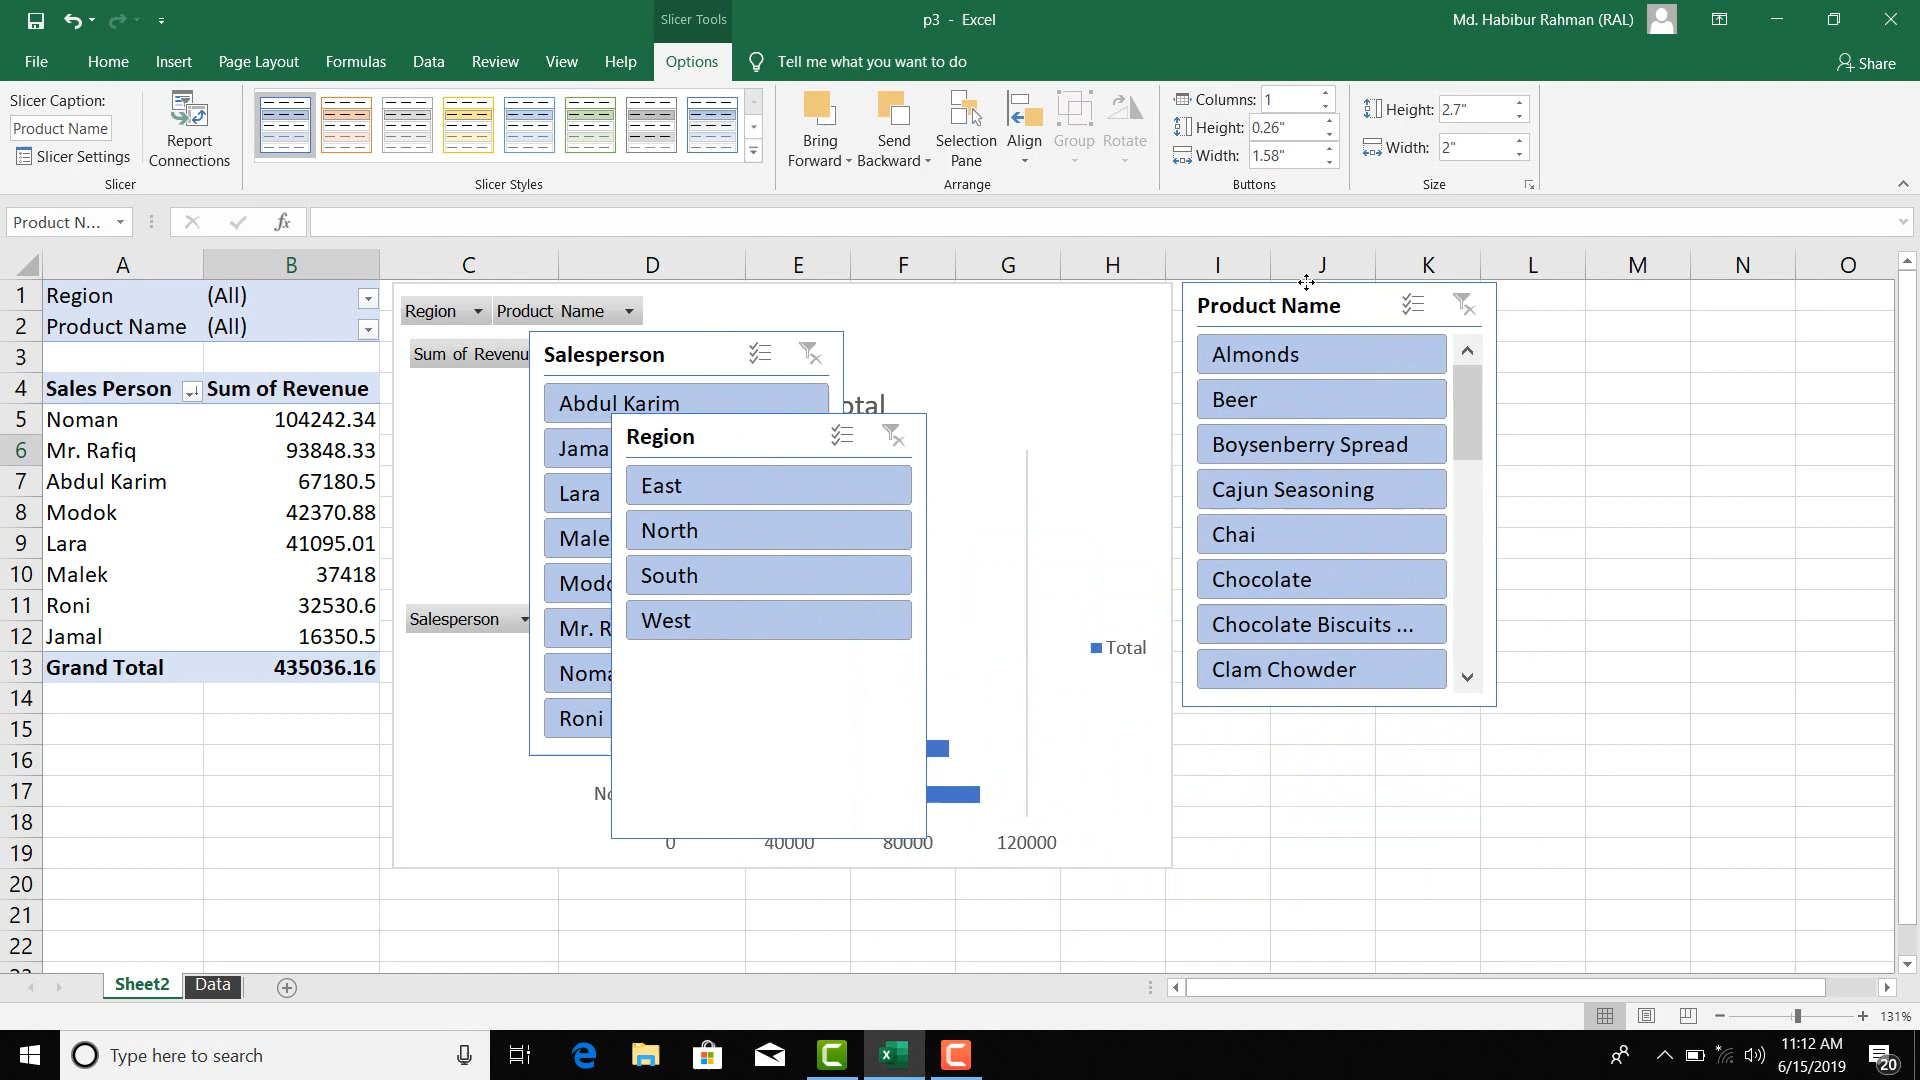 Slicer Tools
p3 - Excel
Md. Habibur Rahman (RAL)
File Home Insert Page Layout Formulas Data Review View Help Options Tell me what you want to do Share
Slicer Caption:
Product Name
Slicer Settings
Report Connections
Slicer
Slicer Styles
Bring Forward
Send Backward
Selection Pane
Align
Group
Rotate
Arrange
Columns: 1
Height: 0.26"
Width: 1.58"
Buttons
Height: 2.7"
Width: 2"
Size
Product N...
fx
A B C D E F G H I J K L M N O
1 Region (All)
2 Product Name (All)
3
4 Sales Person Sum of Revenue
5 Noman 104242.34
6 Mr. Rafiq 93848.33
7 Abdul Karim 67180.5
8 Modok 42370.88
9 Lara 41095.01
10 Malek 37418
11 Roni 32530.6
12 Jamal 16350.5
13 Grand Total 435036.16
14
15
16
17
18
19
20
21
22
Region Product Name
Sum of Revenu
otal
Salesperson
Total
No
0 40000 80000 120000
Salesperson
Abdul Karim
Jama
Lara
Male
Modo
Mr. R
Noma
Roni
Region
East
North
South
West
Product Name
Almonds
Beer
Boysenberry Spread
Cajun Seasoning
Chai
Chocolate
Chocolate Biscuits ...
Clam Chowder
Sheet2 Data
131%
Type here to search
11:12 AM
6/15/2019
20